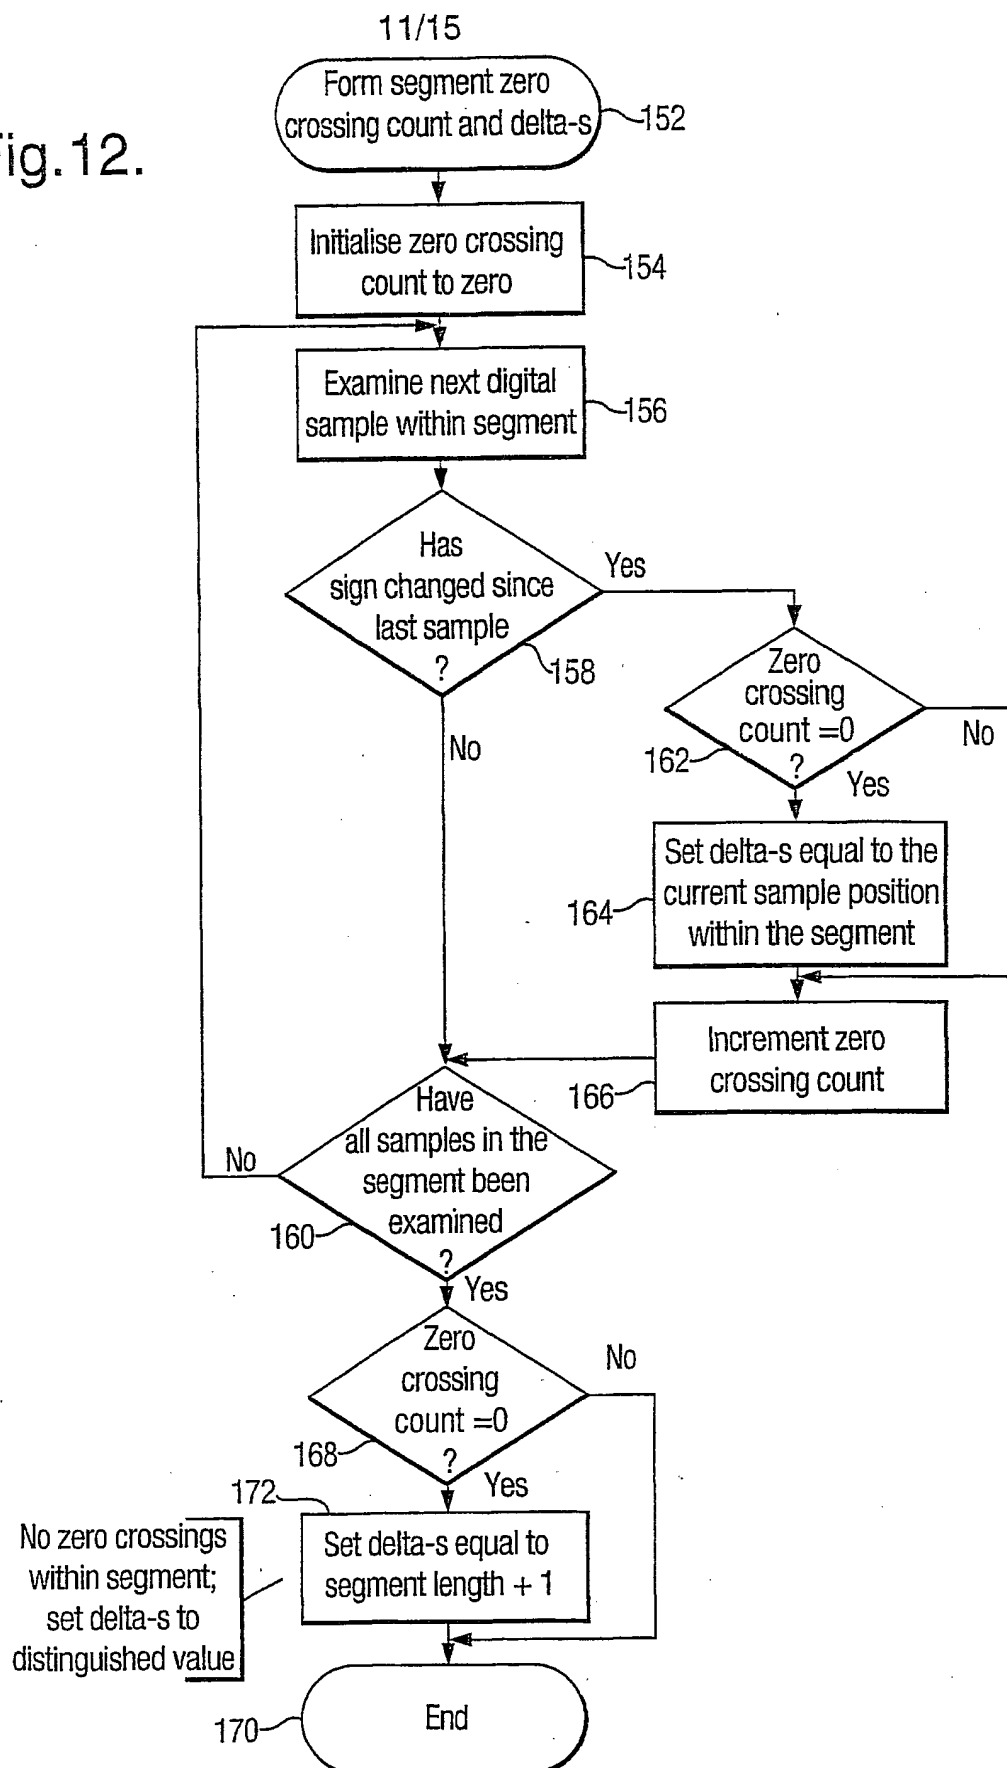 11/15
Fig.12.
Form segment zero
crossing count and delta-s
152
Initialise zero crossing
count to zero
154
Examine next digital
sample within segment
156
Has
sign changed since
last sample
?
158
Yes
No
Zero
crossing
count =0
?
162
No
Yes
Set delta-s equal to the
current sample position
within the segment
164
Increment zero
crossing count
166
Have
all samples in the
segment been
examined
?
160
No
Yes
Zero
crossing
count =0
?
168
No
Yes
172
Set delta-s equal to
segment length + 1
No zero crossings
within segment;
set delta-s to
distinguished value
End
170